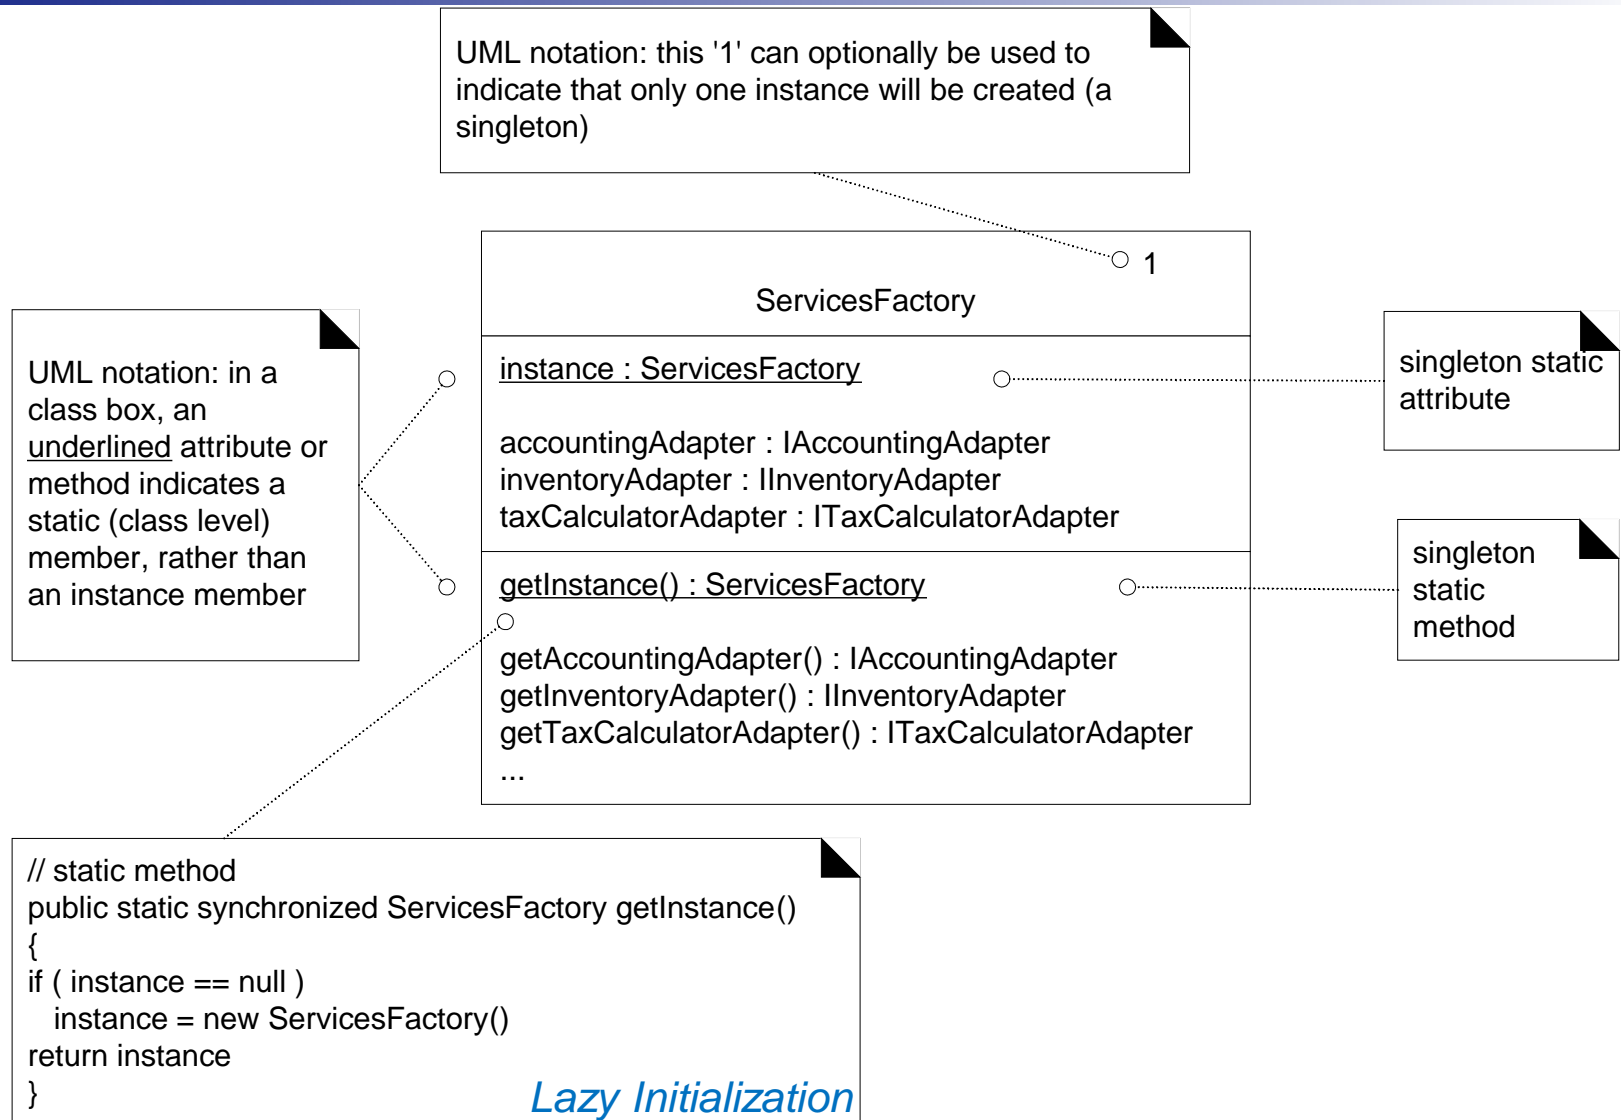 UML notation: this '1' can optionally be used to
indicate that only one instance will be created (a
singleton)
1
ServicesFactory
UML notation: in a
class box, an
underlined attribute or
method indicates a
static (class level)
member, rather than
an instance member
instance : ServicesFactory
accountingAdapter : IAccountingAdapter
inventoryAdapter : IInventoryAdapter
taxCalculatorAdapter : ITaxCalculatorAdapter
getInstance() : ServicesFactory
getAccountingAdapter() : IAccountingAdapter
getInventoryAdapter() : IInventoryAdapter
getTaxCalculatorAdapter() : ITaxCalculatorAdapter
...
singleton static
attribute
singleton
static
method
// static method
public static synchronized ServicesFactory getInstance()
{
if ( instance == null )
instance = new ServicesFactory()
return instance
}
Lazy Initialization